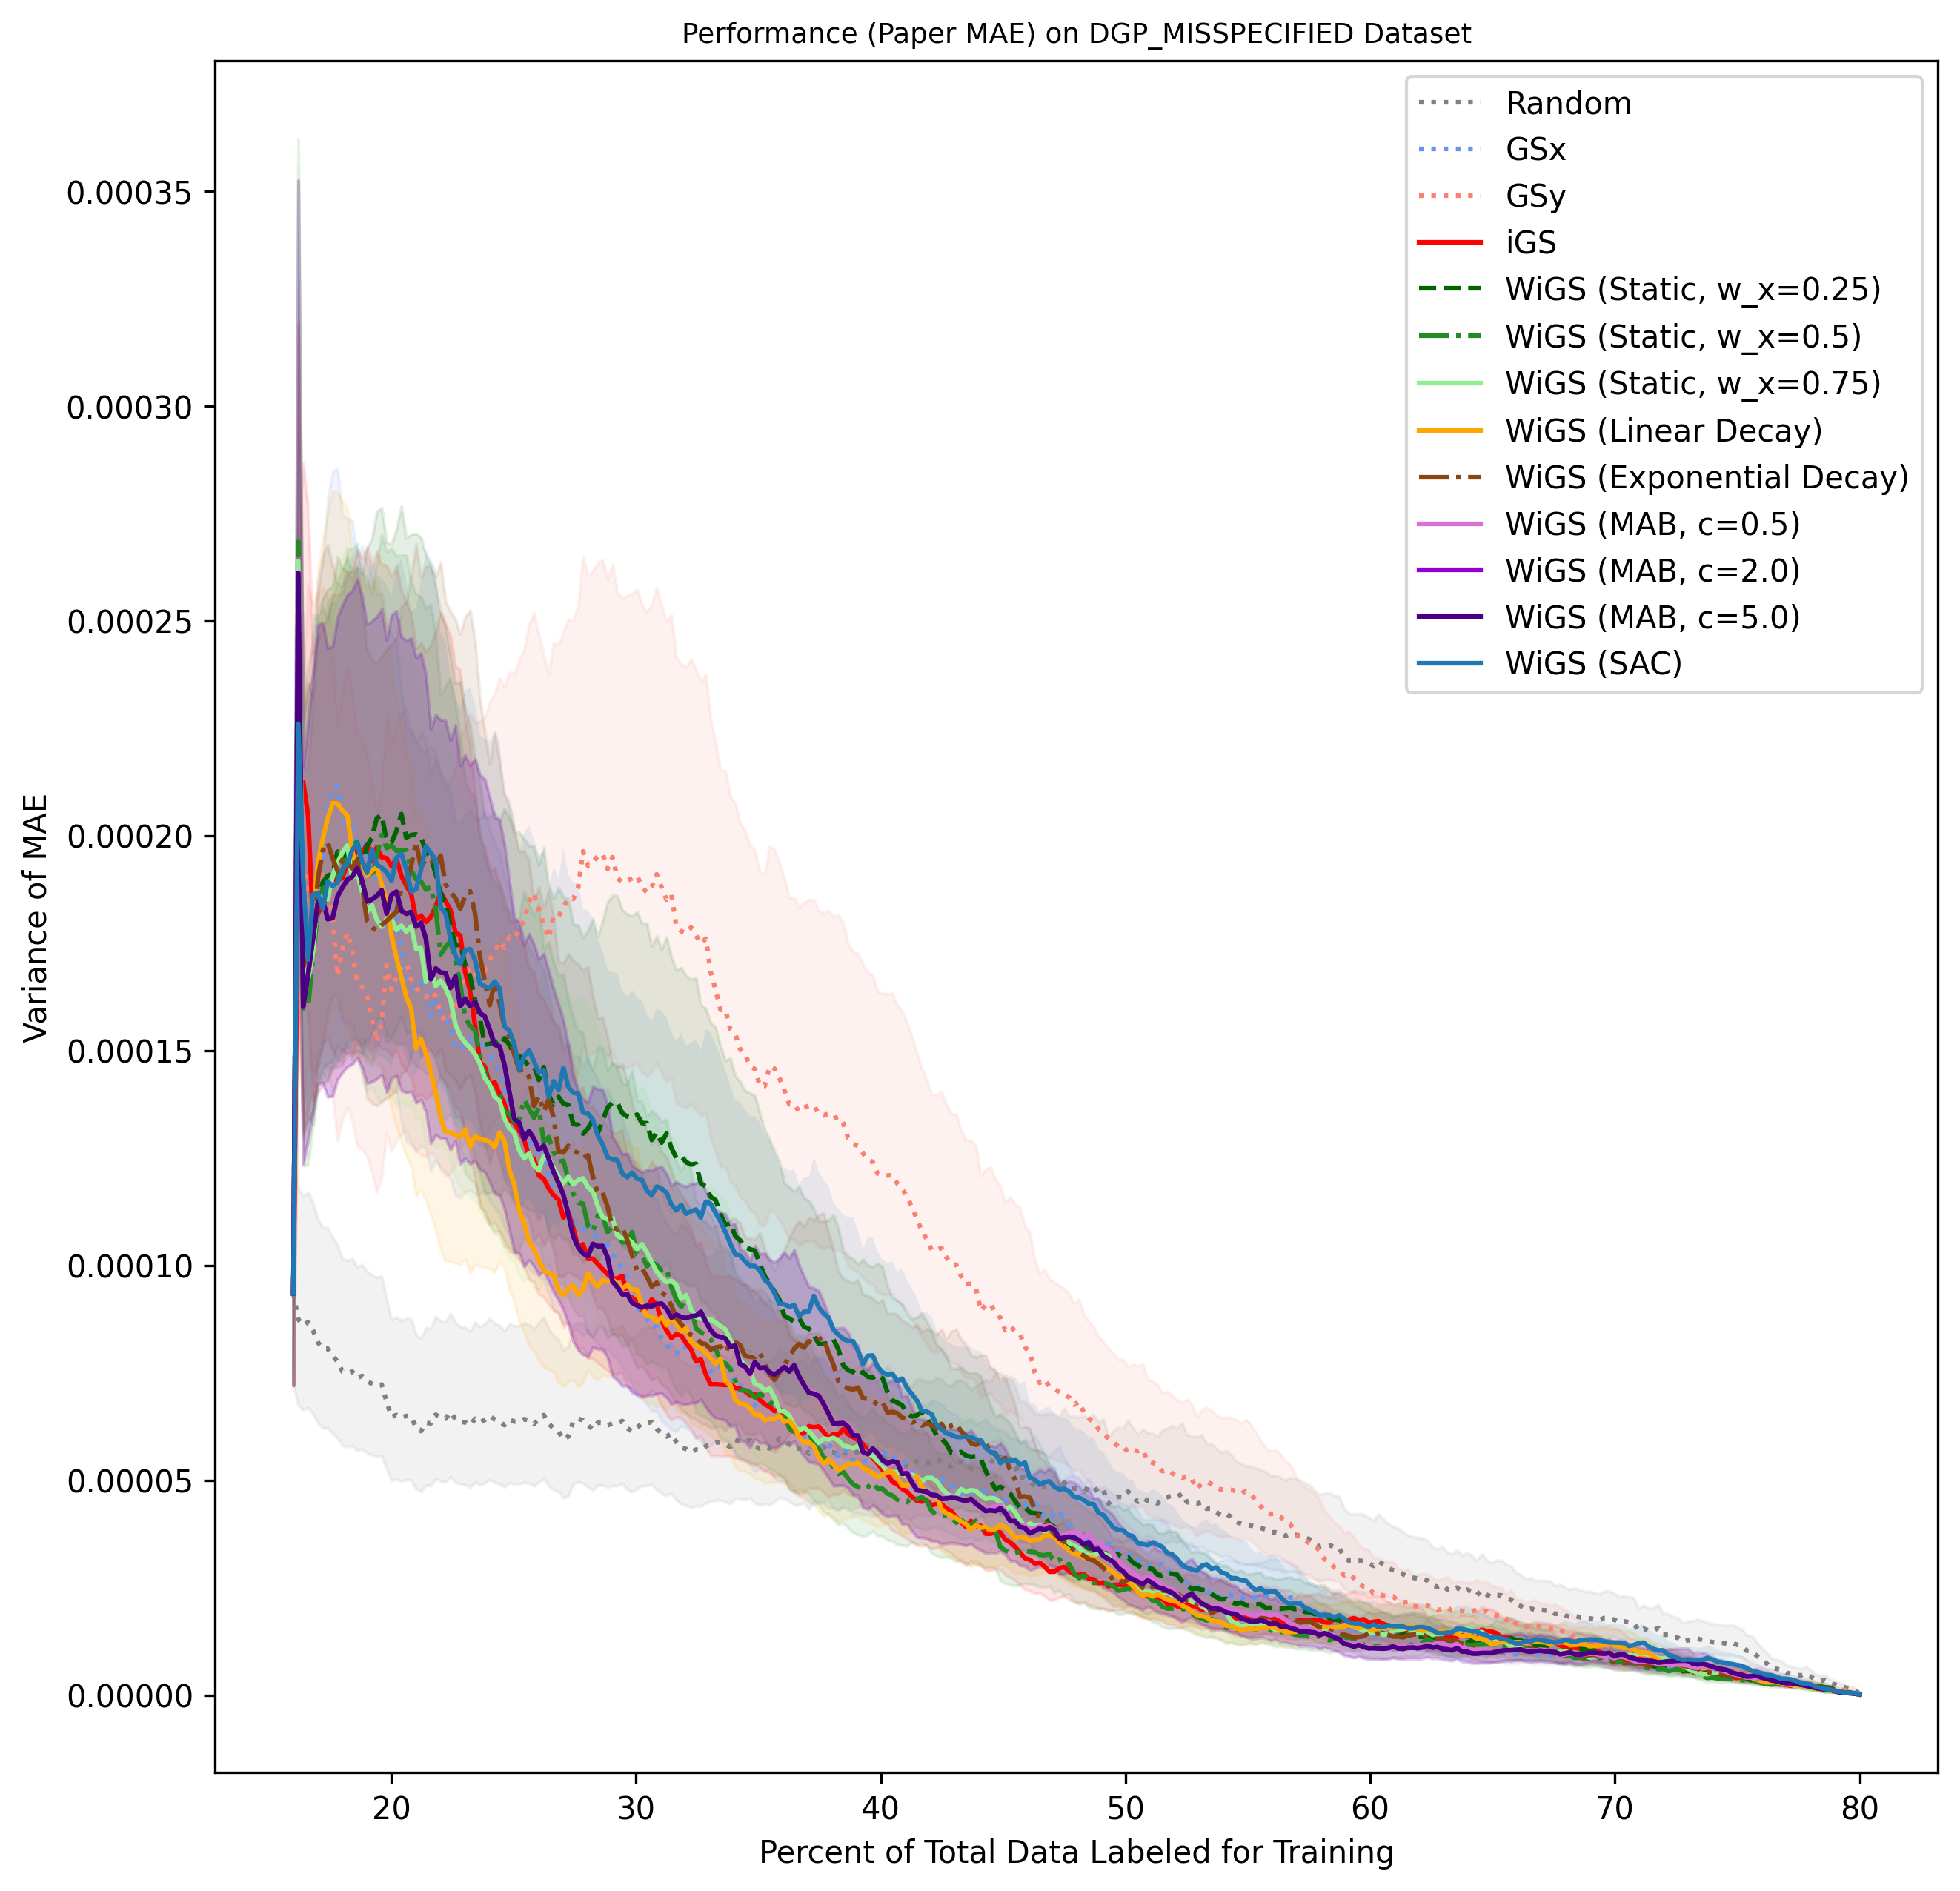 Performance (Paper MAE) on DGP_MISSPECIFIED Dataset
Random
GSx
GSy
iGS
WiGS (Static, w_x=0.25)
WiGS (Static, w_x=0.5)
WiGS (Static, w_x=0.75)
WiGS (Linear Decay)
WiGS (Exponential Decay)
WiGS (MAB, c=0.5)
WiGS (MAB, c=2.0)
WiGS (MAB, c=5.0)
WiGS (SAC)
Variance of MAE
0.00035
0.00030
0.00025
0.00020
0.00015
0.00010
0.00005
0.00000
20 30 40 50 60 70 80
Percent of Total Data Labeled for Training